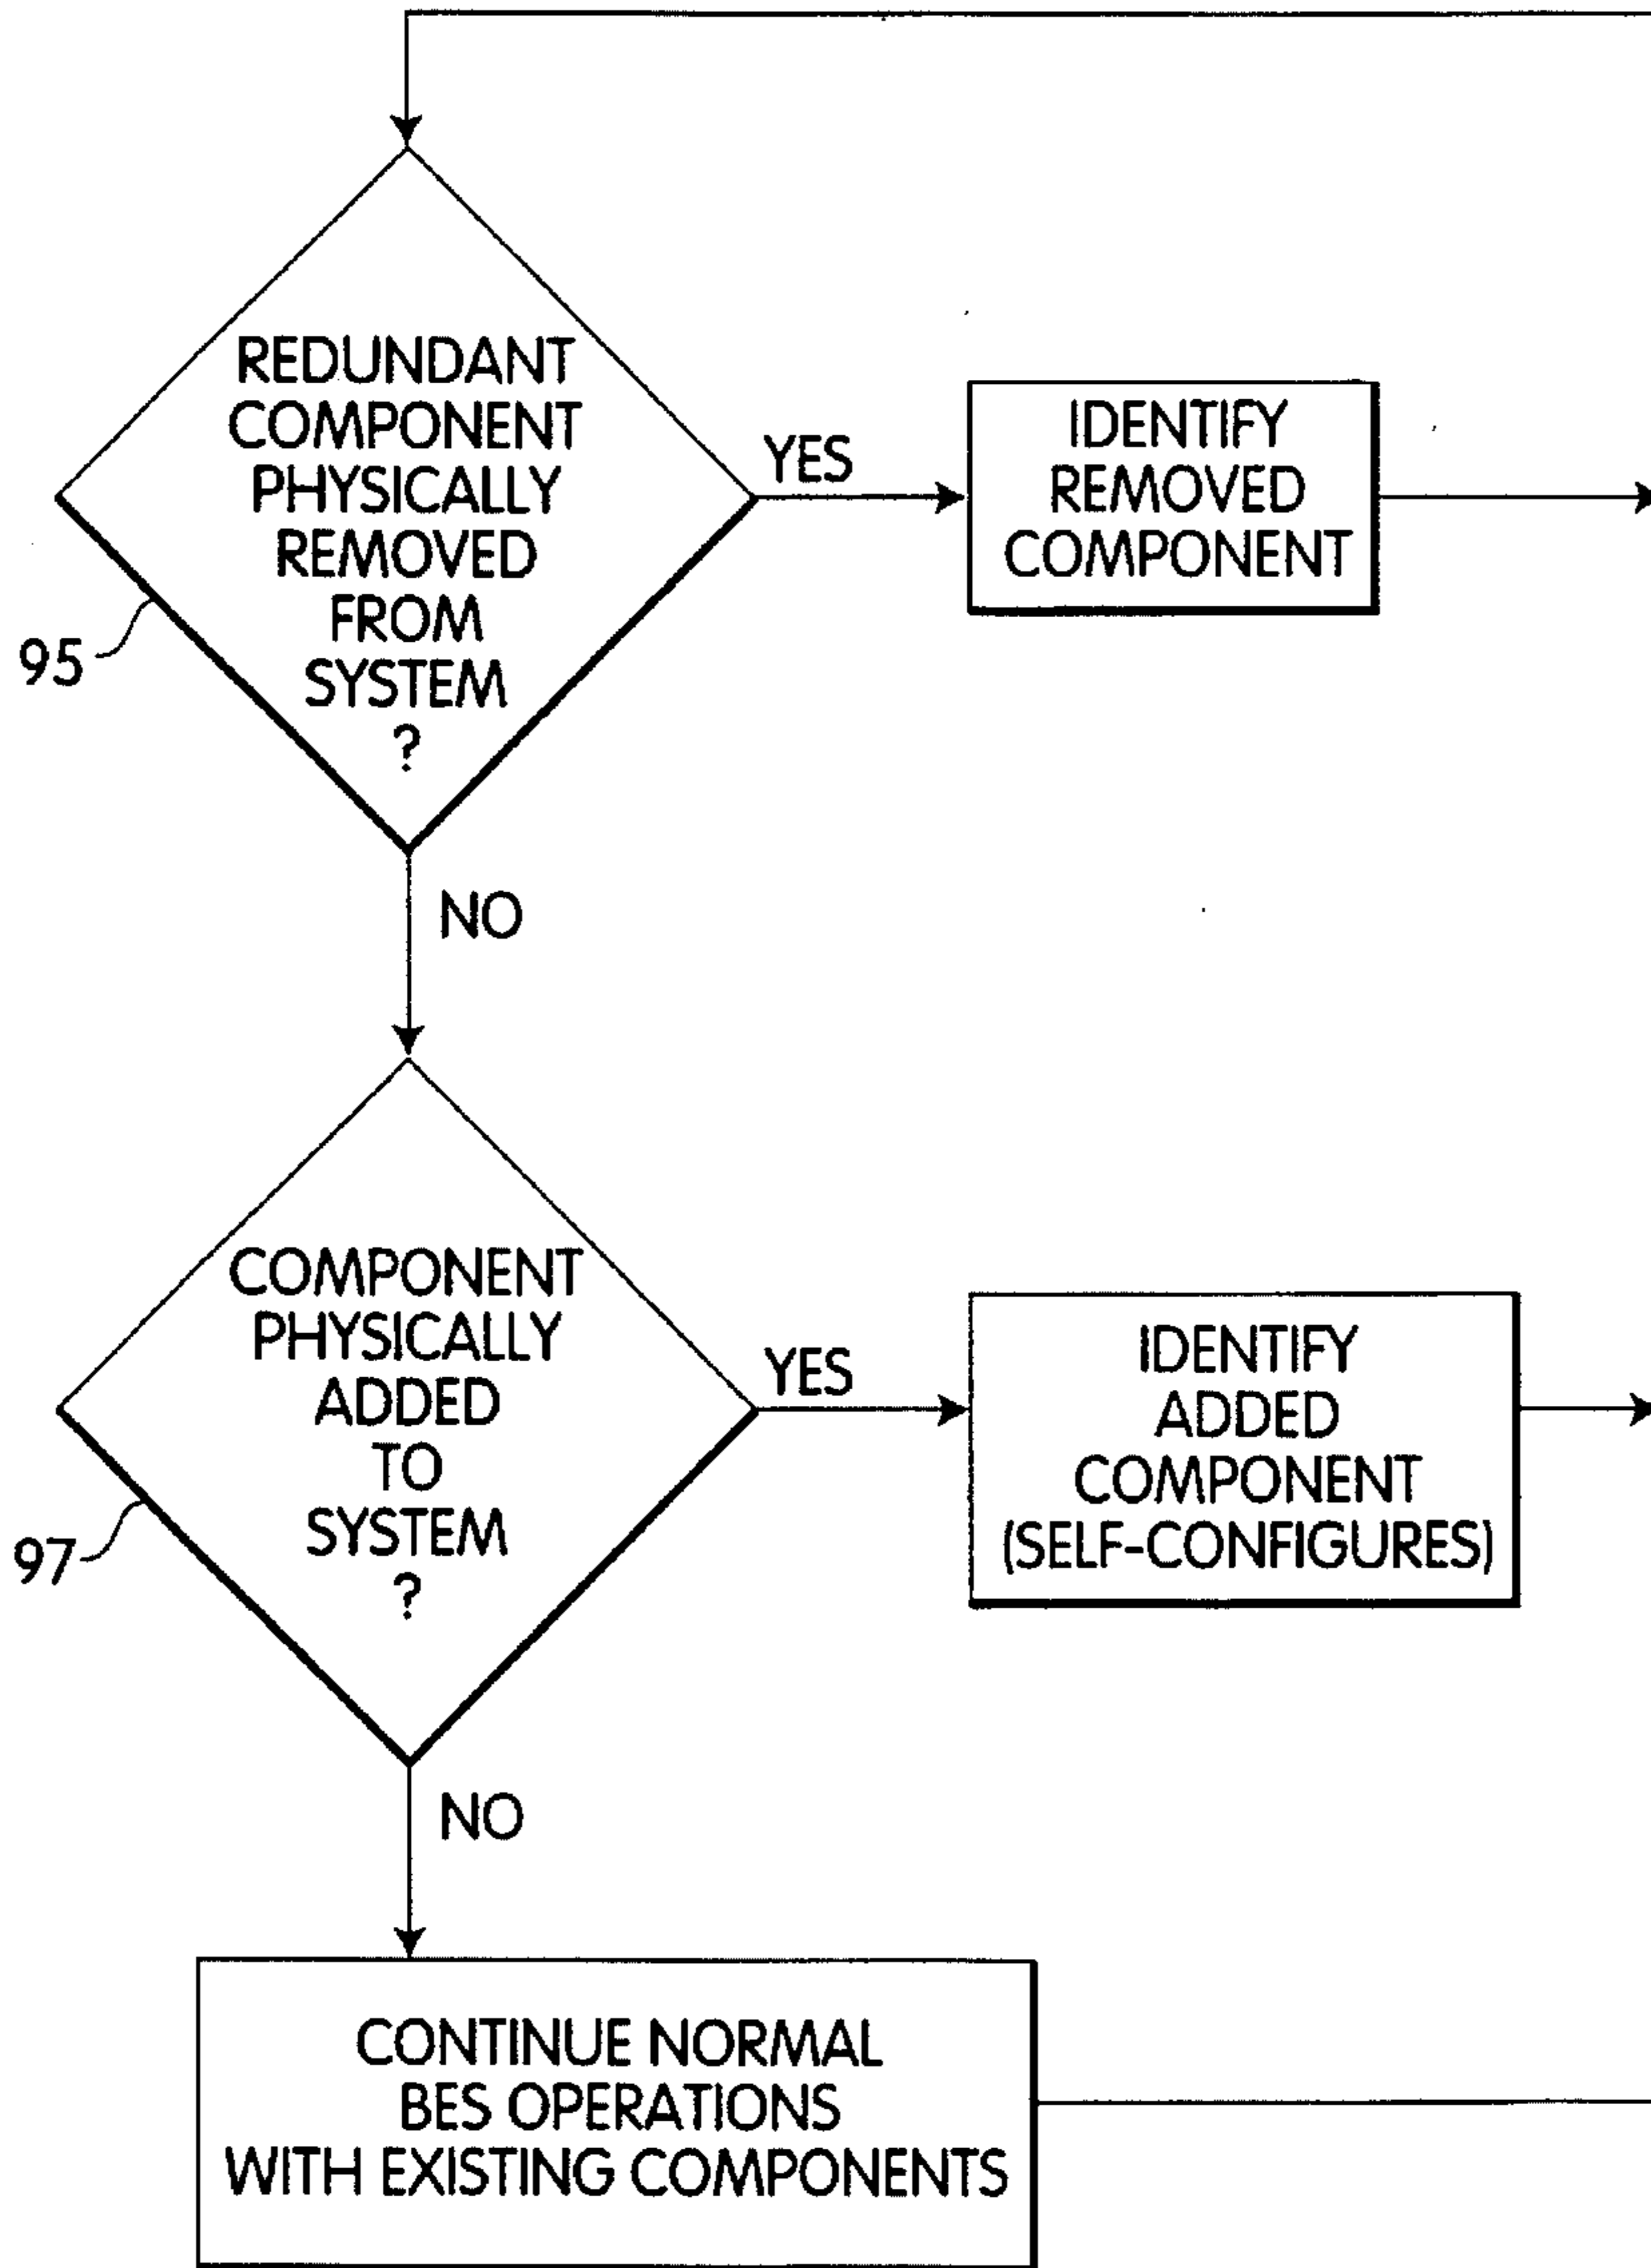 REDUNDANT
COMPONENT
PHYSICALLY
REMOVED
FROM
SYSTEM
?
95
YES
IDENTIFY
REMOVED
COMPONENT
NO
COMPONENT
PHYSICALLY
ADDED
TO
SYSTEM
?
97
YES
IDENTIFY
ADDED
COMPONENT
(SELF-CONFIGURES)
NO
CONTINUE NORMAL
BES OPERATIONS
WITH EXISTING COMPONENTS